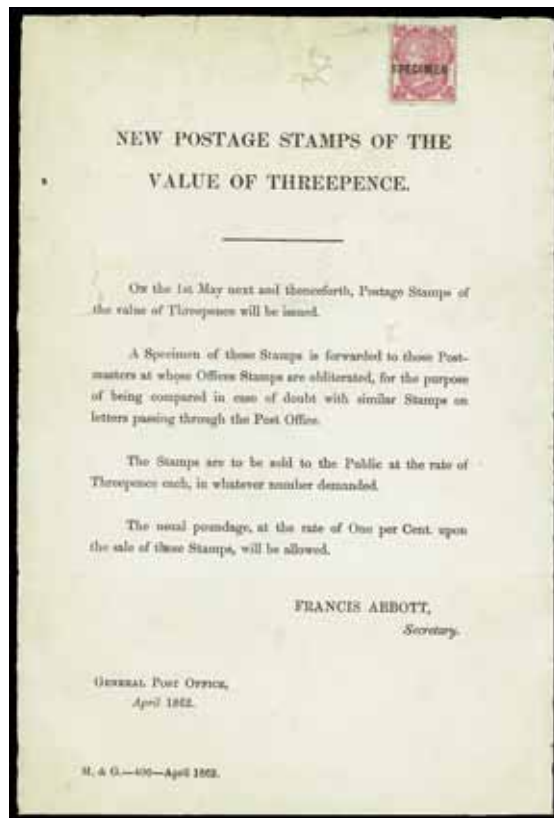 SPECIMEN
NEW POSTAGE STAMPS OF THE
VALUE OF THREEPENCE.
On the 1st May next and thenceforth, Postage Stamps of
the value of Threepence will be issued.
A Specimen of these Stamps is forwarded to those Post-
masters at whose Offices Stamps are obliterated, for the purpose
of being compared in case of doubt with similar Stamps on
letters passing through the Post Office.
The Stamps are to be sold to the Public at the rate of
Threepence each, in whatever number demanded.
The usual poundage, at the rate of One per Cent. upon
the sale of these Stamps, will be allowed.
FRANCIS ABBOTT,
Secretary.
General Post Office,
April 1862.
M. & G.—400—April 1862.